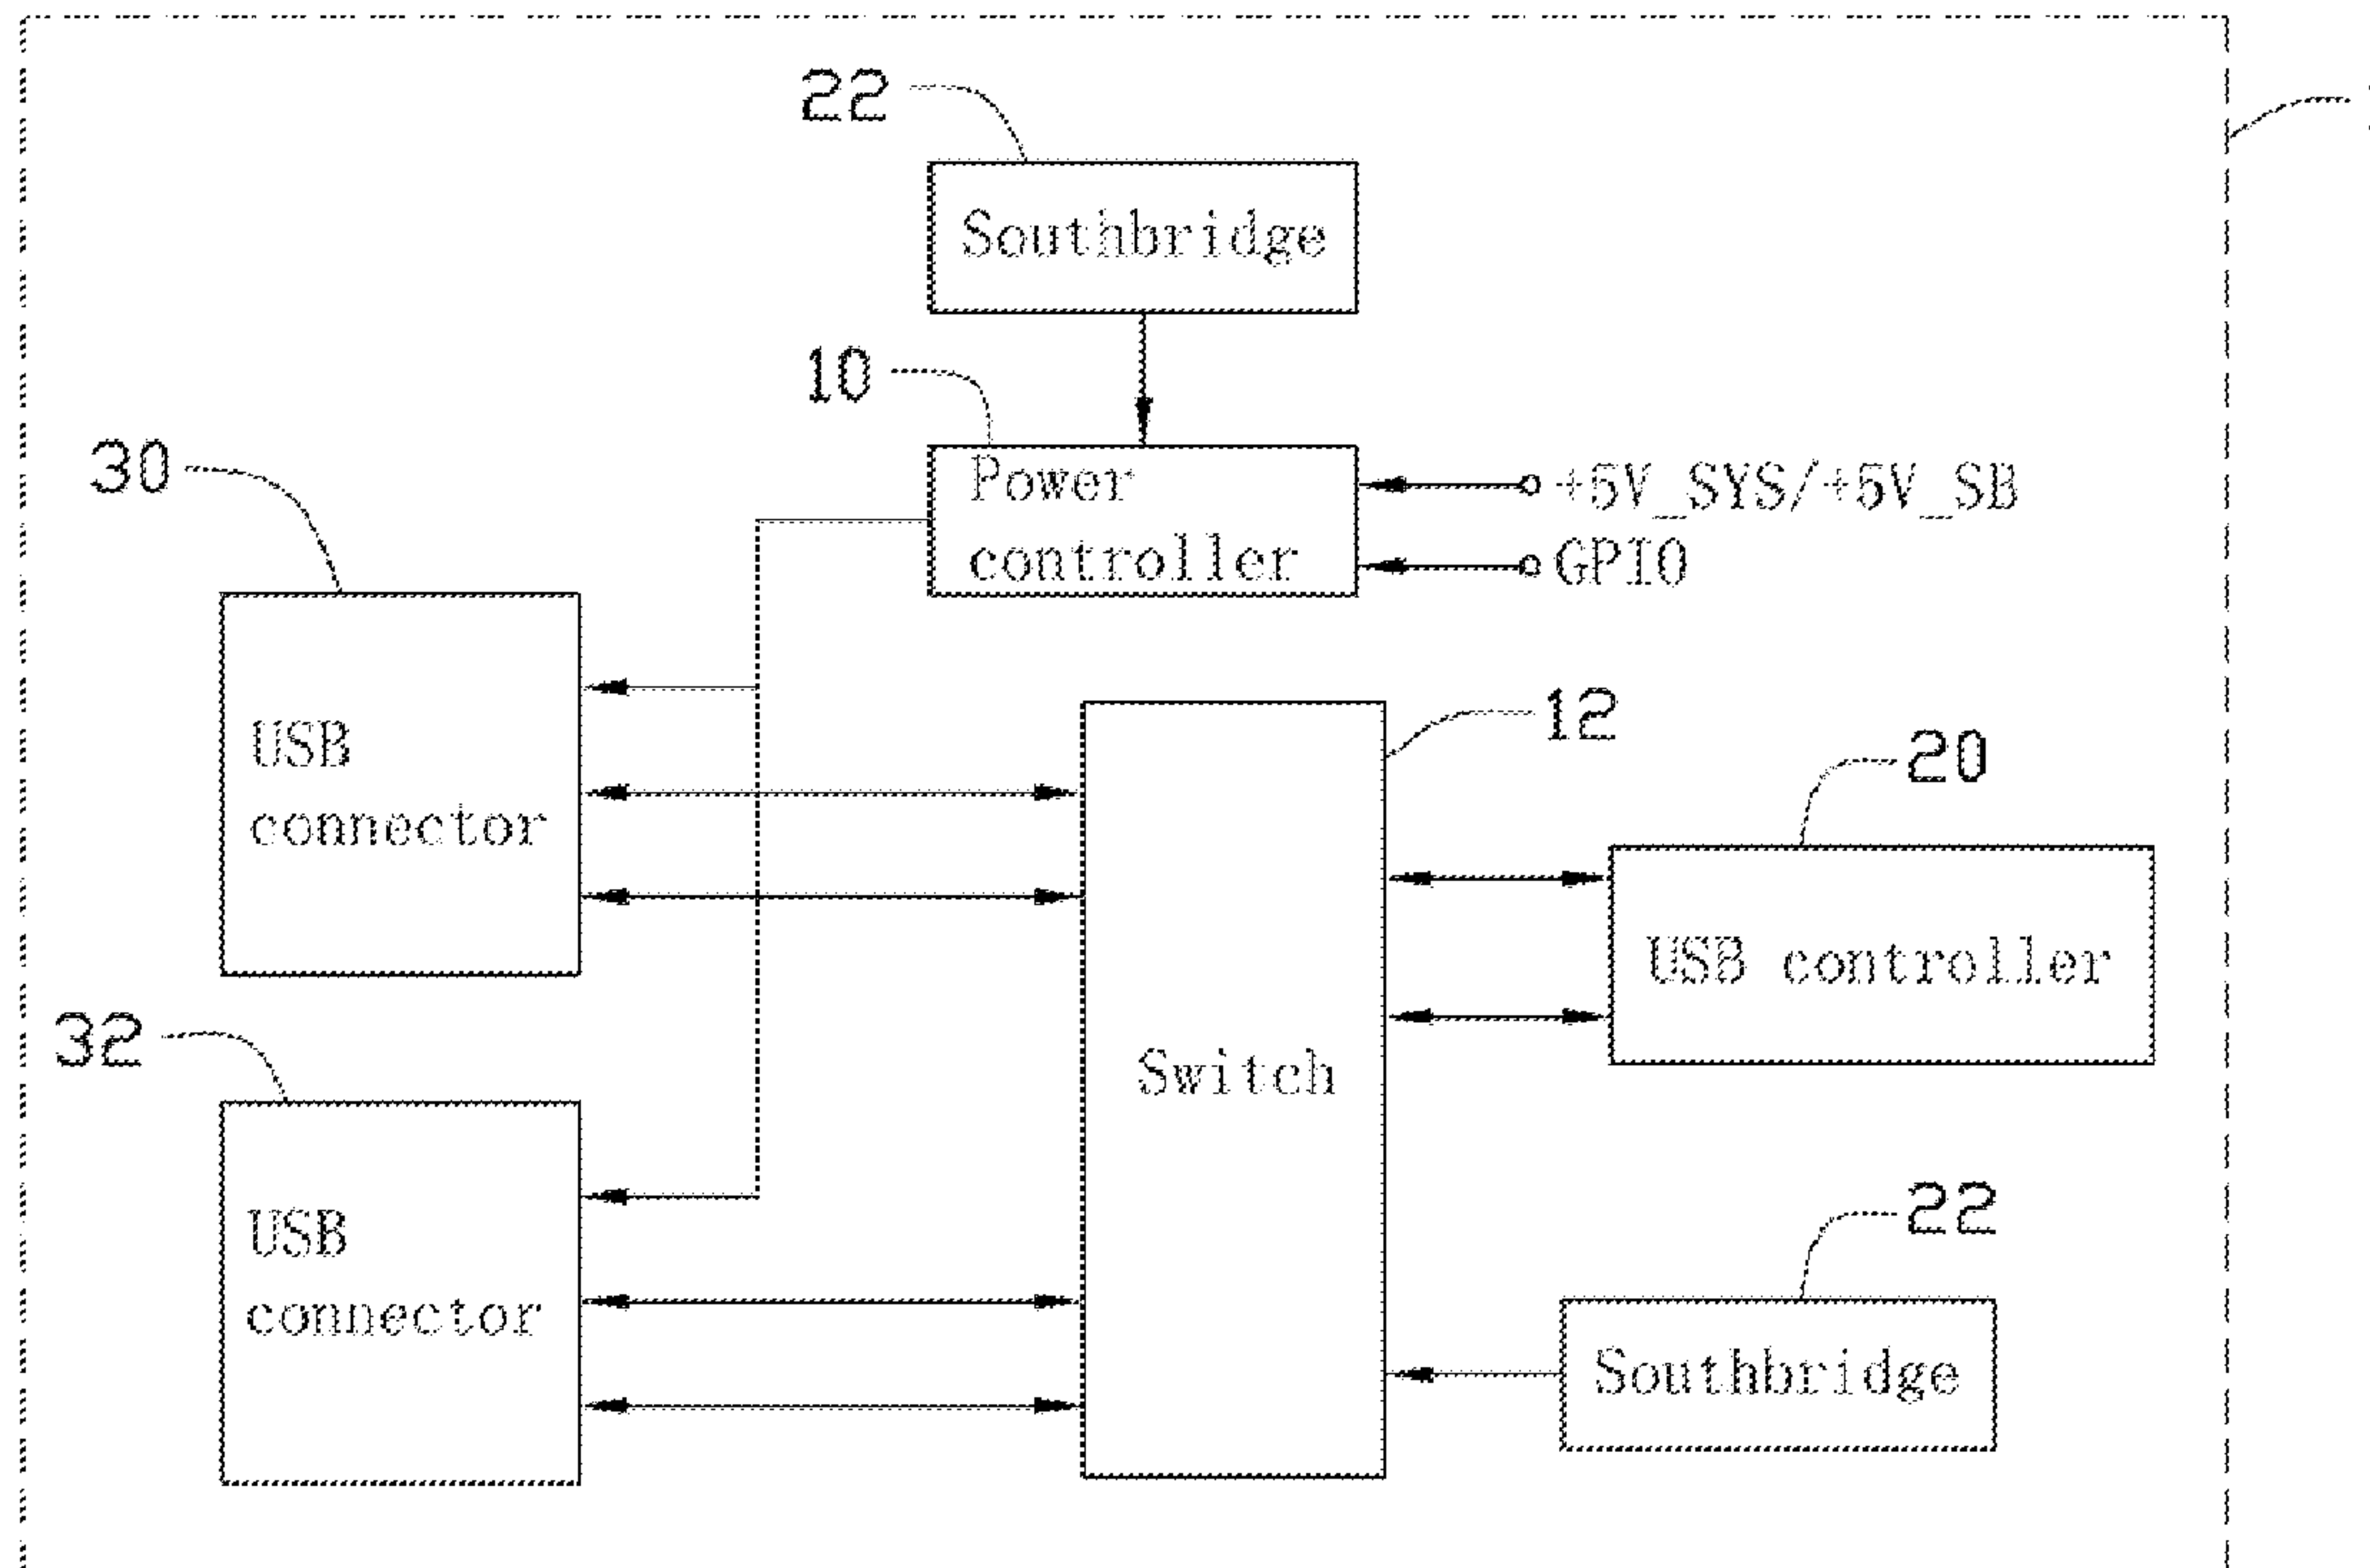 22
Southbridge
10
Power
controller
+5V_SYS/+5V_SB
GPIO
30
USB
connector
12
20
USB controller
Switch
32
USB
connector
22
Southbridge